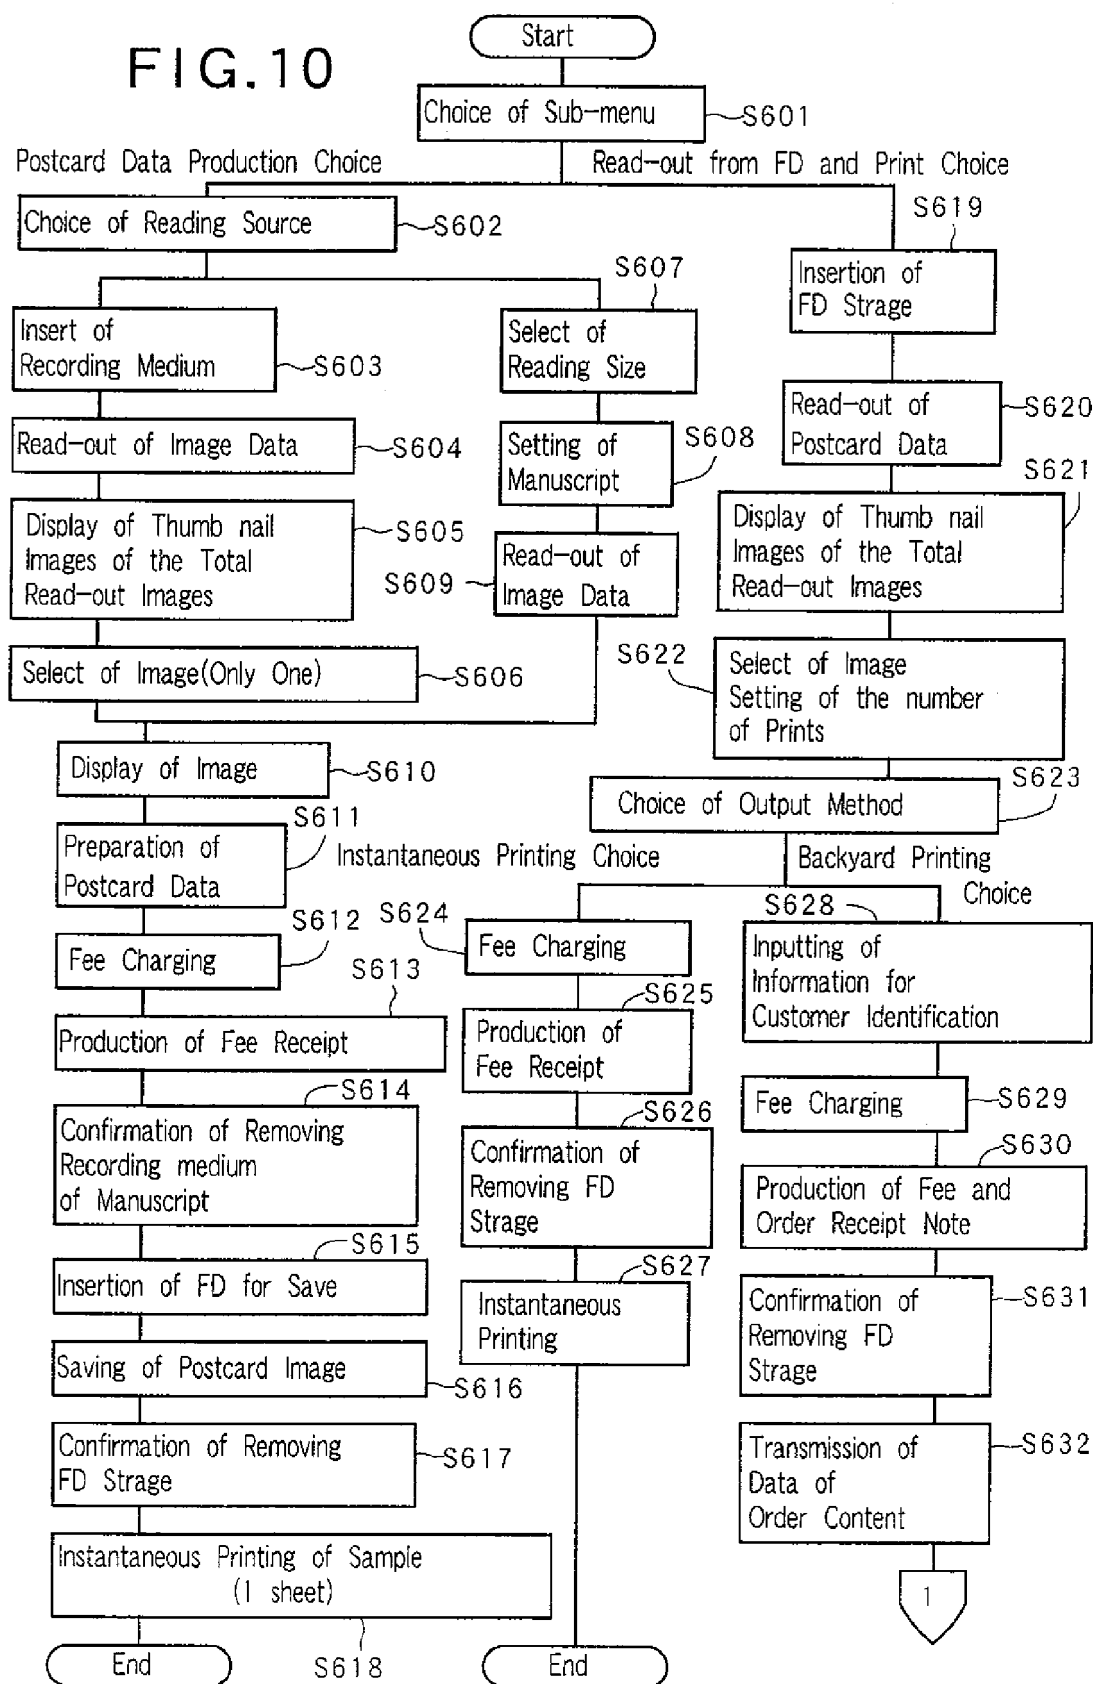 FIG.10
Start
Choice of Sub-menu
S601
Postcard Data Production Choice
Read-out from FD and Print Choice
Choice of Reading Source
S602
Insert of
Recording Medium
S603
Read-out of Image Data
S604
Display of Thumb nail
Images of the Total
Read-out Images
S605
Select of Image(Only One)
S606
S607
Select of
Reading Size
S608
Setting of
Manuscript
S609
Read-out of
Image Data
Display of Image
S610
S611
Preparation of
Postcard Data
S612
Fee Charging
S613
Production of Fee Receipt
S614
Confirmation of Removing
Recording medium
of Manuscript
S615
Insertion of FD for Save
Saving of Postcard Image
S616
Confirmation of Removing
FD Strage
S617
Instantaneous Printing of Sample
(1 sheet)
S618
End
S619
Insertion of
FD Strage
Read-out of
Postcard Data
S620
S621
Display of Thumb nail
Images of the Total
Read-out Images
S622
Select of Image
Setting of the number
of Prints
S623
Choice of Output Method
Instantaneous Printing Choice
Backyard Printing
Choice
S624
Fee Charging
S625
Production of
Fee Receipt
S626
Confirmation of
Removing FD
Strage
S627
Instantaneous
Printing
End
S628
Inputting of
Information for
Customer Identification
Fee Charging
S629
S630
Production of Fee and
Order Receipt Note
Confirmation of
Removing FD
Strage
S631
Transmission of
Data of
Order Content
S632
1